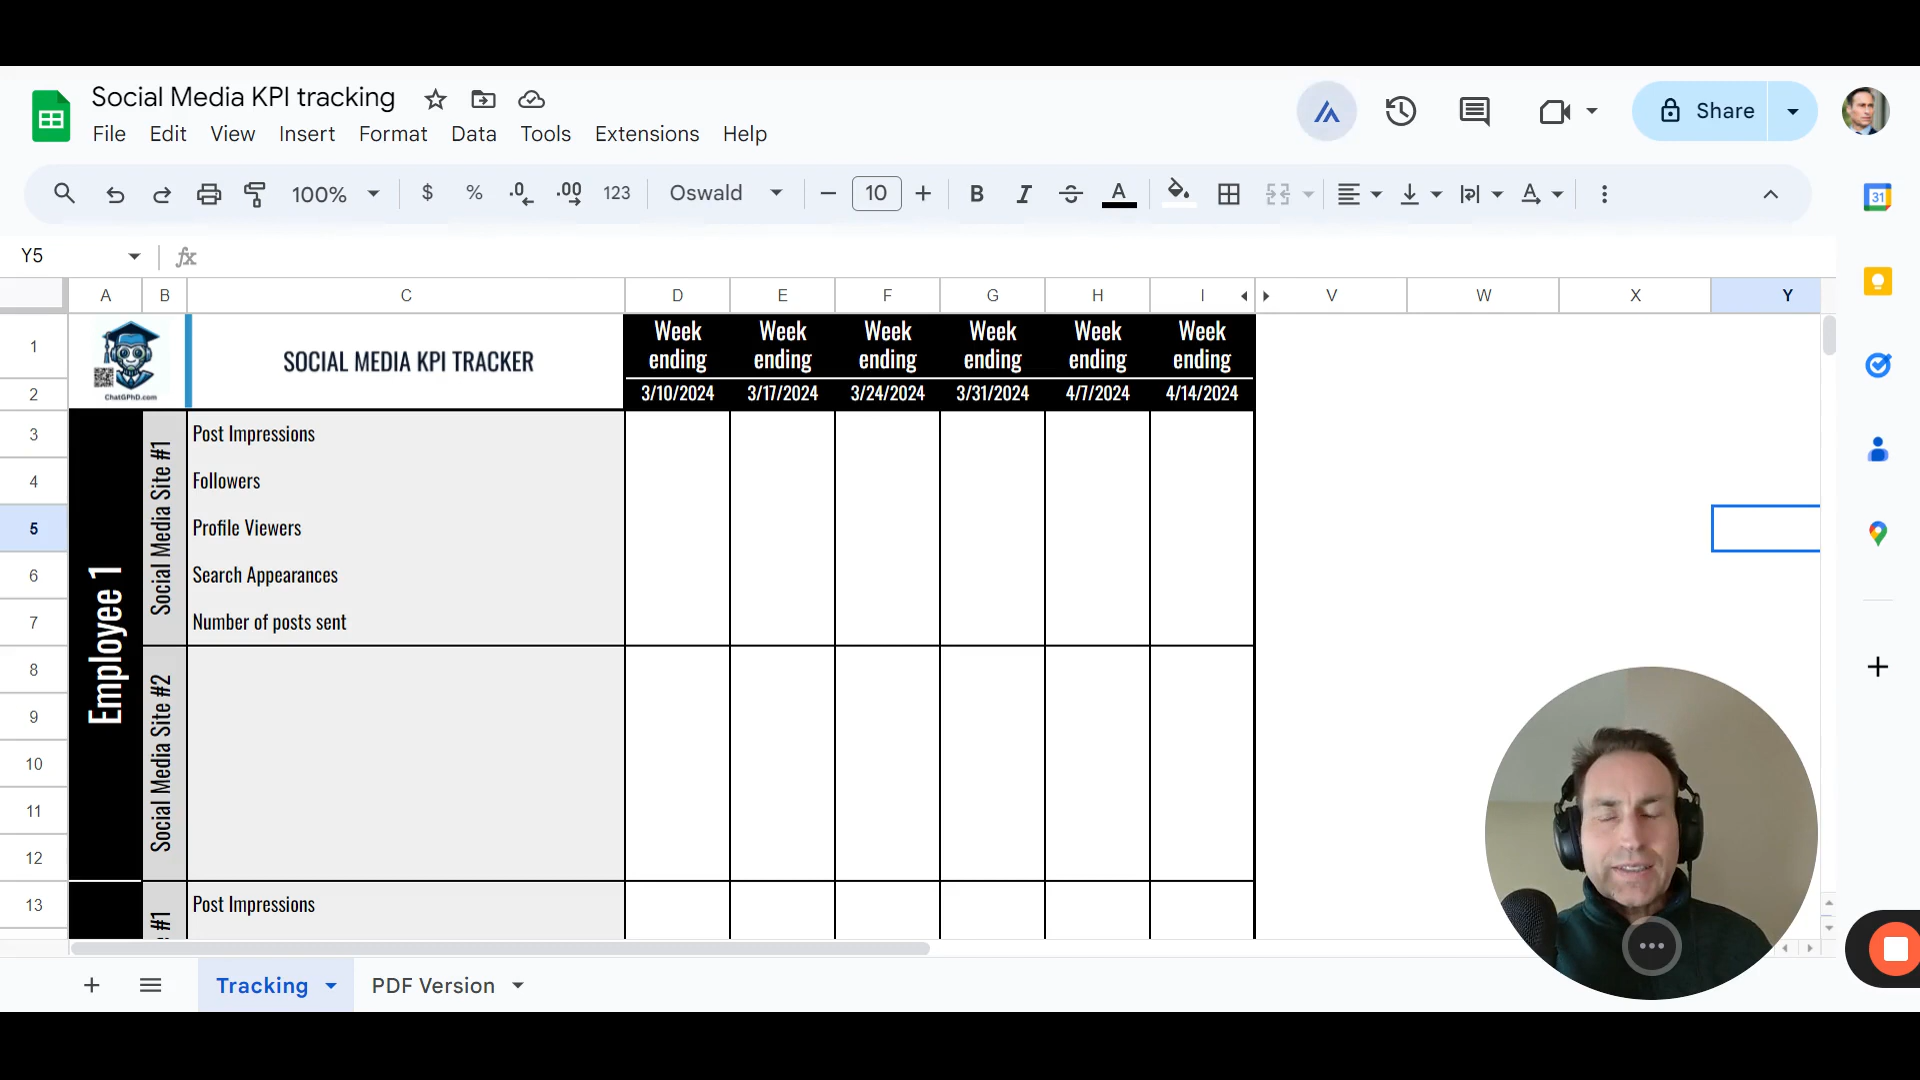 Social Media KPI tracking
File Edit View Insert Format Data Tools Extensions Help
Share
100% $ % .0 .00 123 Oswald 10 B I A A
31
Y5 fx
A B C D E F G H I V W X Y
1 2 3 4 5 6 7 8 9 10 11 12 13
ChatGPhD.com
SOCIAL MEDIA KPI TRACKER
Week ending Week ending Week ending Week ending Week ending Week ending
3/10/2024 3/17/2024 3/24/2024 3/31/2024 4/7/2024 4/14/2024
Employee 1
Social Media Site #1
Post Impressions
Followers
Profile Viewers
Search Appearances
Number of posts sent
Social Media Site #2
#1
Post Impressions
Tracking PDF Version